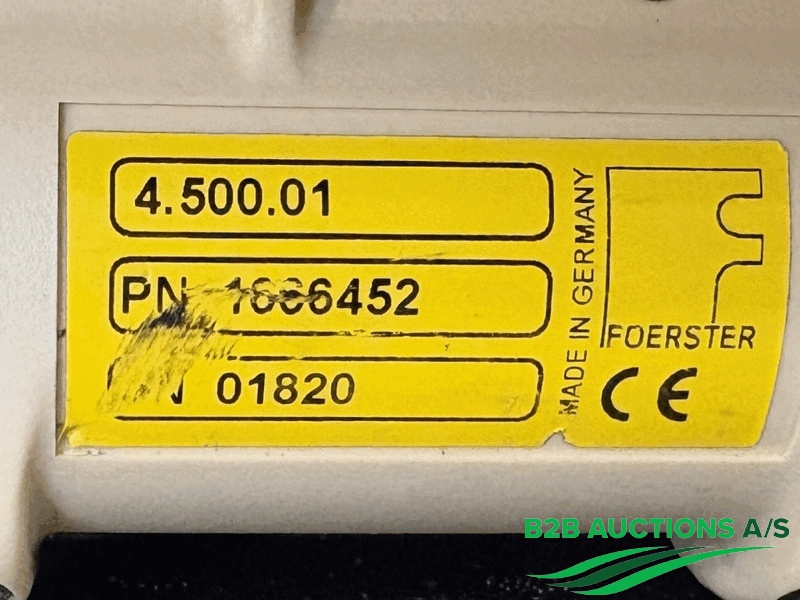 4.500.01
PN
01820
MADE IN GERMANY
FOERSTER
CE
B2B AUCTIONS A/S